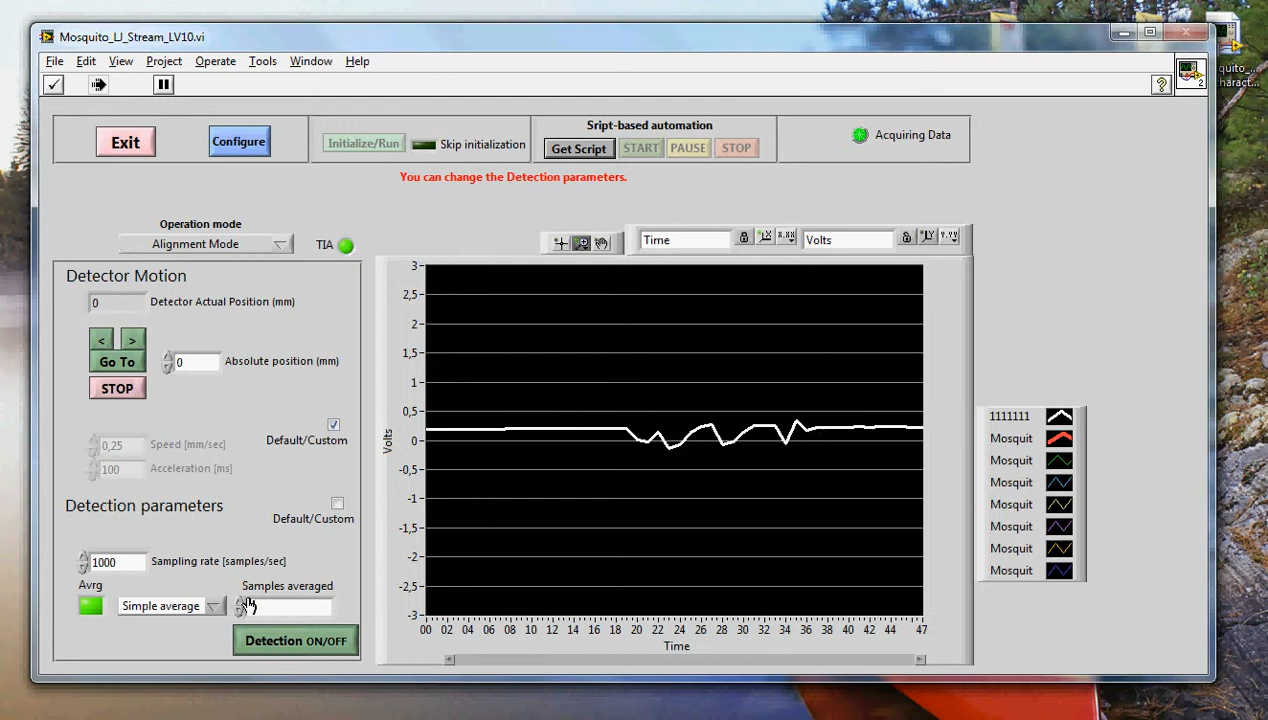 Mosquito_LJ_Stream_LV10.vi
File Edit View Project Operate Tools Window Help
?
2
quito_...
charact...
Exit
Configure
Initialize/Run
Skip initialization
Sript-based automation
Get Script
START
PAUSE
STOP
Acquiring Data
You can change the Detection parameters.
Operation mode
Alignment Mode
TIA
Detector Motion
0 Detector Actual Position (mm)
< >
Go To
0 Absolute position (mm)
STOP
Default/Custom
0,25 Speed [mm/sec)
100 Acceleration [ms)
Detection parameters
Default/Custom
1000 Sampling rate [samples/sec]
Avrg
Simple average
Samples averaged
Detection ON/OFF
Time
Volts
3
2,5
2
1,5
1
0,5
0
-0,5
-1
-1,5
-2
-2,5
-3
Volts
00 02 04 06 08 10 12 14 16 18 20 22 24 26 28 30 32 34 36 38 40 42 44 47
Time
1111111
Mosquit
Mosquit
Mosquit
Mosquit
Mosquit
Mosquit
Mosquit